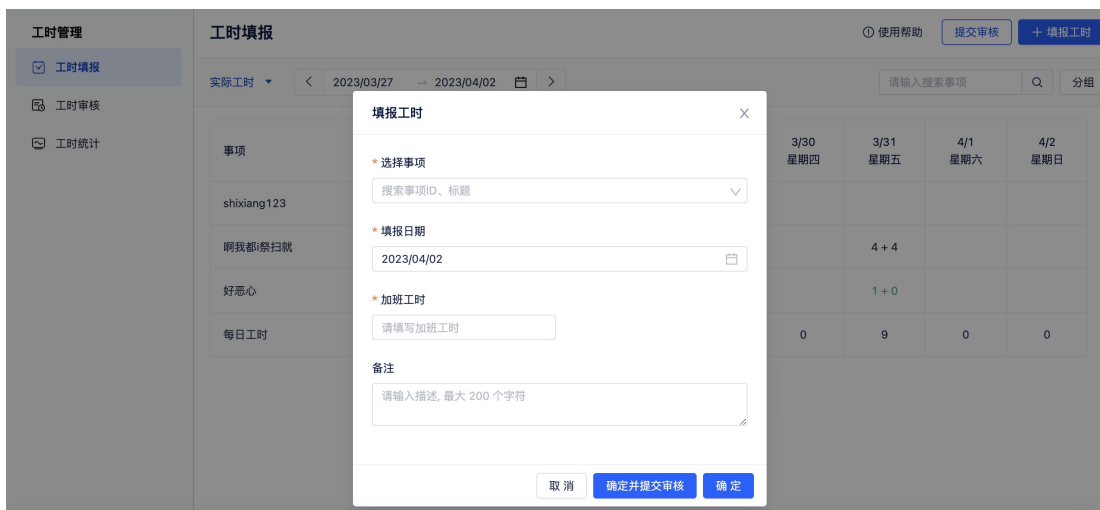 工时管理
工时填报
工时审核
工时统计
工时填报
使用帮助
提交审核
+ 填报工时
实际工时
2023/03/27 → 2023/04/02
请输入搜索事项
分组
事项
3/30
星期四
3/31
星期五
4/1
星期六
4/2
星期日
shixiang123
啊我都i祭扫就
4 + 4
好恶心
1 + 0
每日工时
0
9
0
0
填报工时
* 选择事项
搜索事项ID、标题
* 填报日期
2023/04/02
* 加班工时
请填写加班工时
备注
请输入描述, 最大 200 个字符
取 消
确定并提交审核
确 定